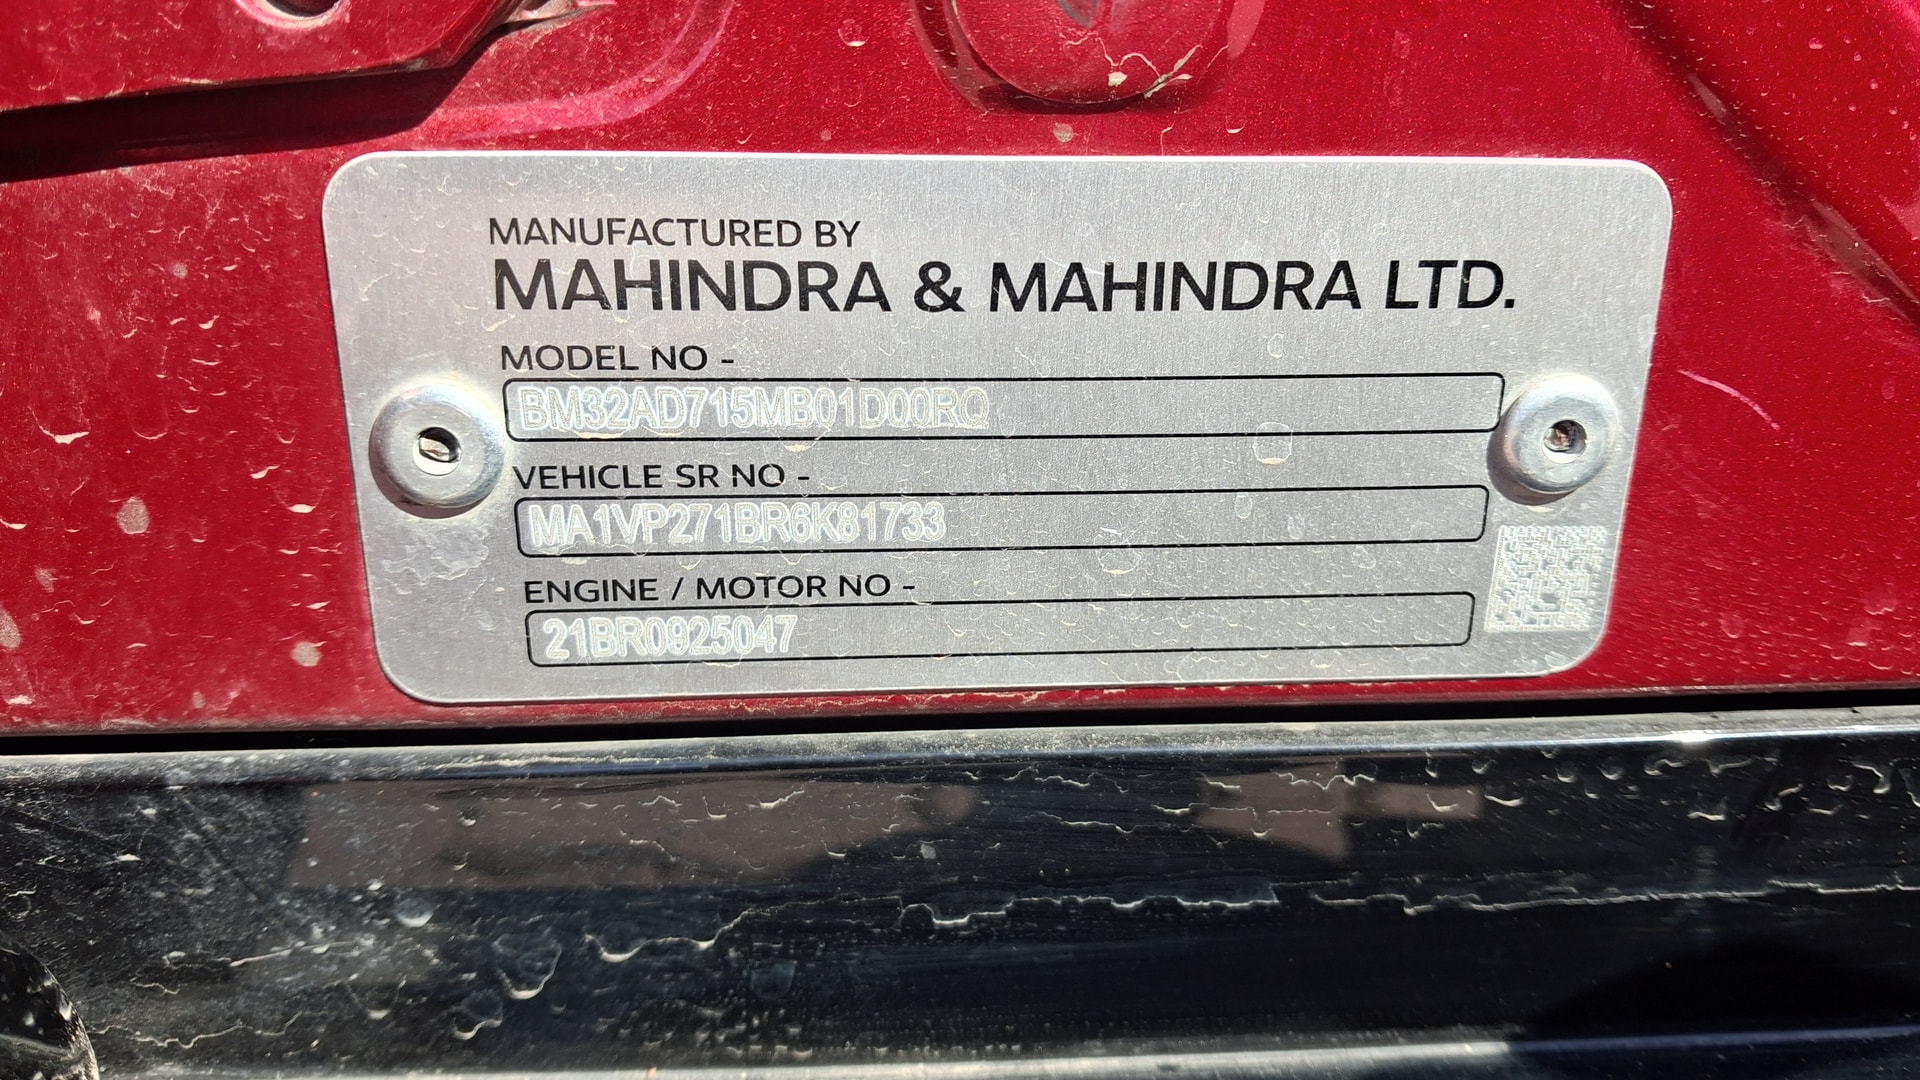 MANUFACTURED BY
MAHINDRA & MAHINDRA LTD.
MODEL NO -
BM32AD715MB01D00RQ
VEHICLE SR NO -
MA1VP271BR6K81733
ENGINE / MOTOR NO -
21BR0925047